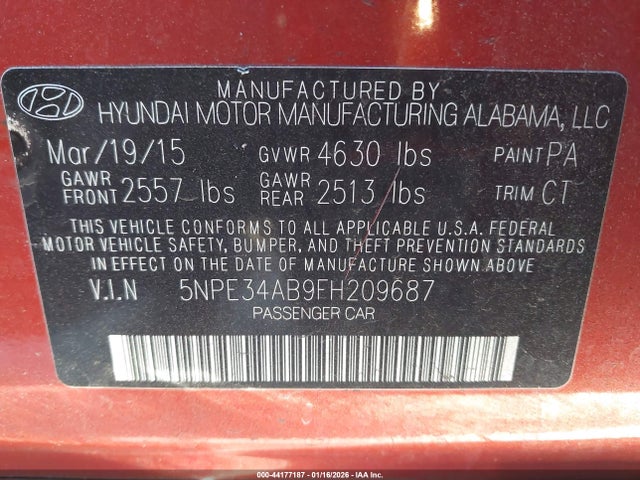 MANUFACTURED BY
HYUNDAI MOTOR MANUFACTURING ALABAMA, LLC
Mar/19/15 GVWR 4630 lbs PAINT PA
GAWR FRONT 2557 lbs GAWR REAR 2513 lbs TRIM CT
THIS VEHICLE CONFORMS TO ALL APPLICABLE U.S.A. FEDERAL
MOTOR VEHICLE SAFETY, BUMPER, AND THEFT PREVENTION STANDARDS
IN EFFECT ON THE DATE OF MANUFACTURE SHOWN ABOVE
V.I.N 5NPE34AB9FH209687
PASSENGER CAR
000-44177187 - 01/16/2026 - IAA Inc.